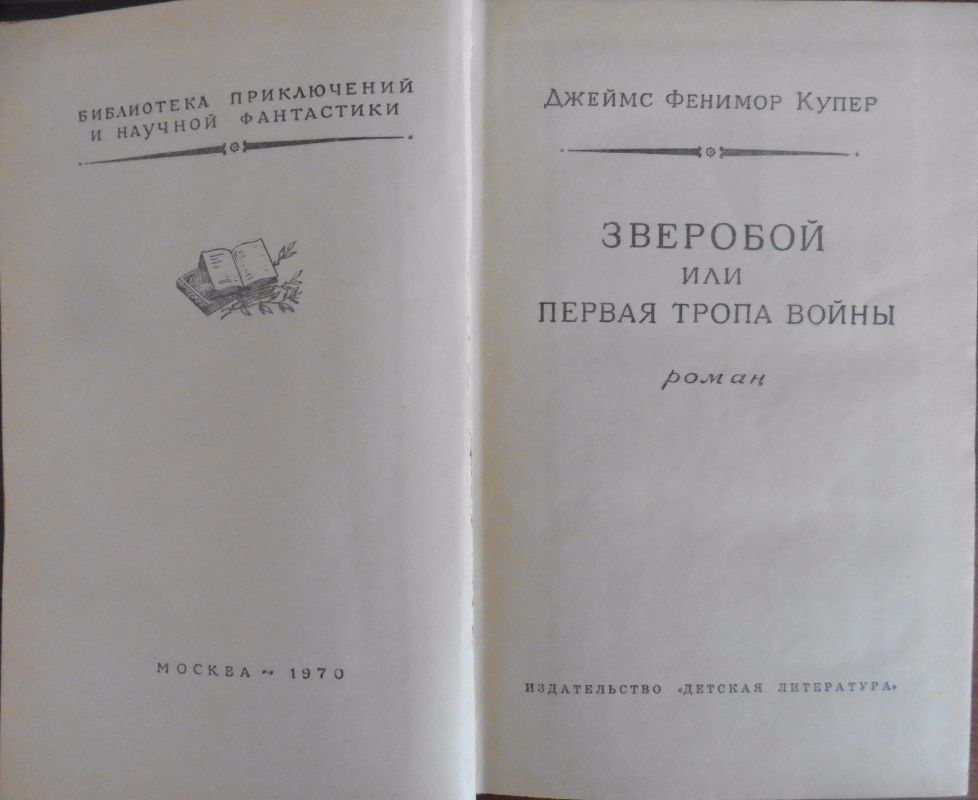 БИБЛИОТЕКА ПРИКЛЮЧЕНИЙ
И НАУЧНОЙ ФАНТАСТИКИ
МОСКВА ~ 1970
ДЖЕЙМС ФЕНИМОР КУПЕР
ЗВЕРОБОЙ
ИЛИ
ПЕРВАЯ ТРОПА ВОЙНЫ
роман
ИЗДАТЕЛЬСТВО «ДЕТСКАЯ ЛИТЕРАТУРА»